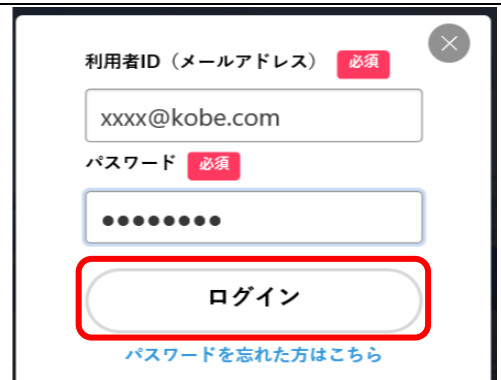 利用者ID（メールアドレス） 必須
xxxx@kobe.com
パスワード 必須
●●●●●●●●
ログイン
パスワードを忘れた方はこちら